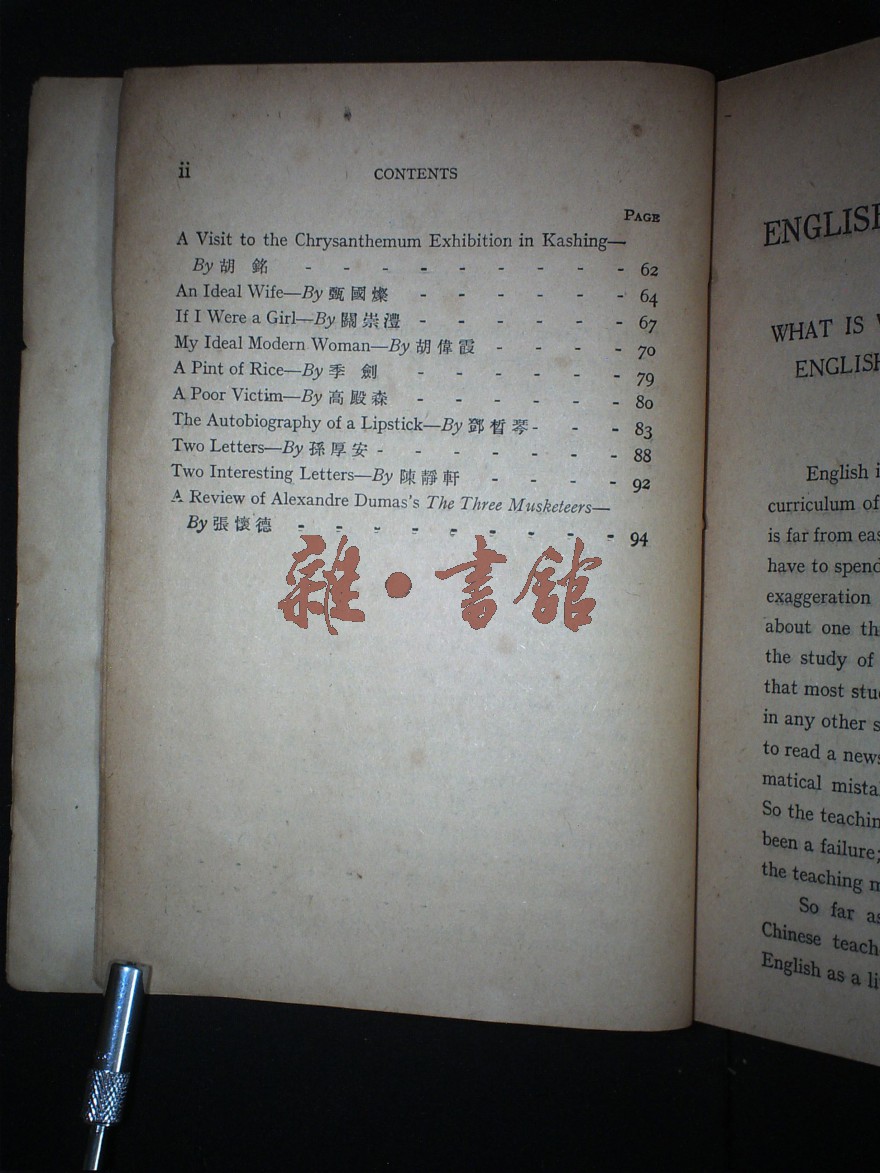 ii CONTENTS
PAGE
A Visit to the Chrysanthemum Exhibition in Kashing—
By 胡 銘 - - - - - - - - - 62
An Ideal Wife—By 甄國燦 - - - - - - 64
If I Were a Girl—By 關崇澧 - - - - - - 67
My Ideal Modern Woman—By 胡偉霞 - - - - 70
A Pint of Rice—By 季 劍 - - - - - - 79
A Poor Victim—By 高殿森 - - - - - - 80
The Autobiography of a Lipstick—By 鄧晳琴 - - - 83
Two Letters—By 孫厚安 - - - - - - - 88
Two Interesting Letters—By 陳靜軒 - - - - 92
A Review of Alexandre Dumas's The Three Musketeers—
By 張懷德 - - - - - - - - - 94
雜·書館
ENGLISH
WHAT IS
ENGLISH
English i
curriculum of
is far from eas
have to spend
exaggeration
about one th
the study of
that most stu
in any other s
to read a news
matical mista
So the teachin
been a failure;
the teaching m
So far as
Chinese teach
English as a li